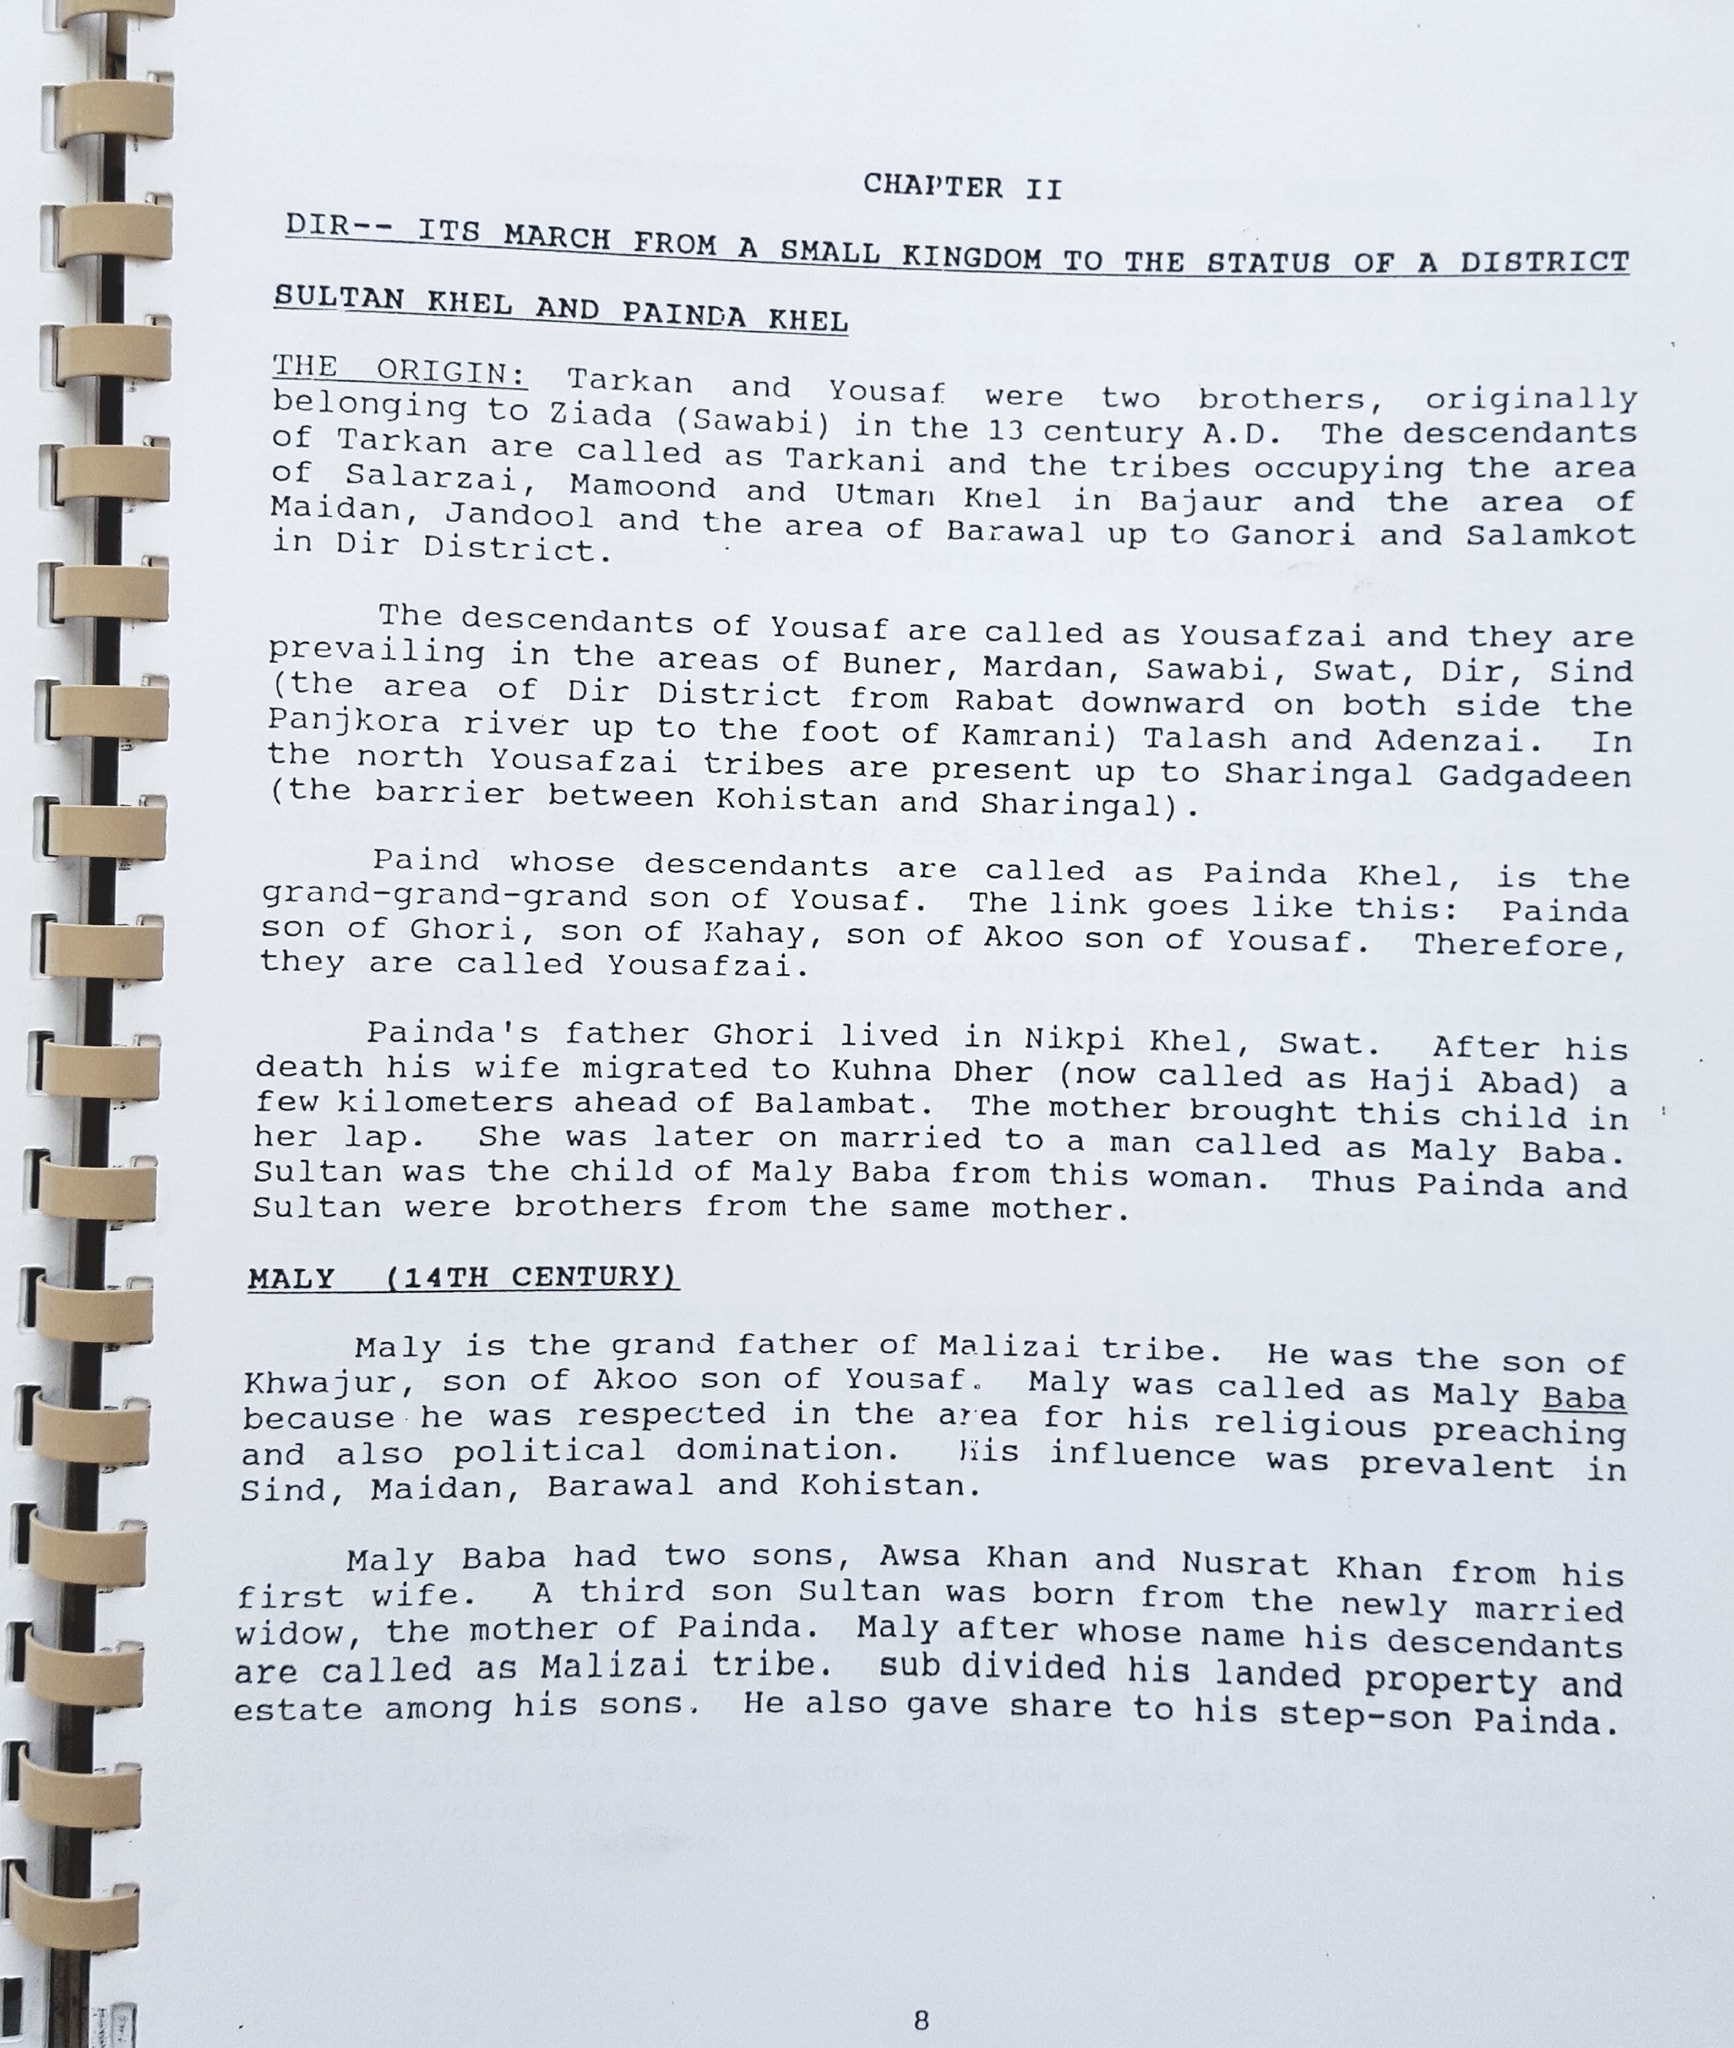 CHAPTER II
DIR-- ITS MARCH FROM A SMALL KINGDOM TO THE STATUS OF A DISTRICT
SULTAN KHEL AND PAINDA KHEL
THE ORIGIN: Tarkan and Yousaf were two brothers, originally
belonging to Ziada (Sawabi) in the 13 century A.D. The descendants
of Tarkan are called as Tarkani and the tribes occupying the area
of Salarzai, Mamoond and Utman Khel in Bajaur and the area of
Maidan, Jandool and the area of Barawal up to Ganori and Salamkot
in Dir District.
The descendants of Yousaf are called as Yousafzai and they are
prevailing in the areas of Buner, Mardan, Sawabi, Swat, Dir, Sind
(the area of Dir District from Rabat downward on both side the
Panjkora river up to the foot of Kamrani) Talash and Adenzai. In
the north Yousafzai tribes are present up to Sharingal Gadgadeen
(the barrier between Kohistan and Sharingal).
Paind whose descendants are called as Painda Khel, is the
grand-grand-grand son of Yousaf. The link goes like this: Painda
son of Ghori, son of Kahay, son of Akoo son of Yousaf. Therefore,
they are called Yousafzai.
Painda's father Ghori lived in Nikpi Khel, Swat. After his
death his wife migrated to Kuhna Dher (now called as Haji Abad) a
few kilometers ahead of Balambat. The mother brought this child in
her lap. She was later on married to a man called as Maly Baba.
Sultan was the child of Maly Baba from this woman. Thus Painda and
Sultan were brothers from the same mother.
MALY (14TH CENTURY)
Maly is the grand father of Malizai tribe. He was the son of
Khwajur, son of Akoo son of Yousaf. Maly was called as Maly Baba
because he was respected in the area for his religious preaching
and also political domination. His influence was prevalent in
Sind, Maidan, Barawal and Kohistan.
Maly Baba had two sons, Awsa Khan and Nusrat Khan from his
first wife. A third son Sultan was born from the newly married
widow, the mother of Painda. Maly after whose name his descendants
are called as Malizai tribe. sub divided his landed property and
estate among his sons. He also gave share to his step-son Painda.
8